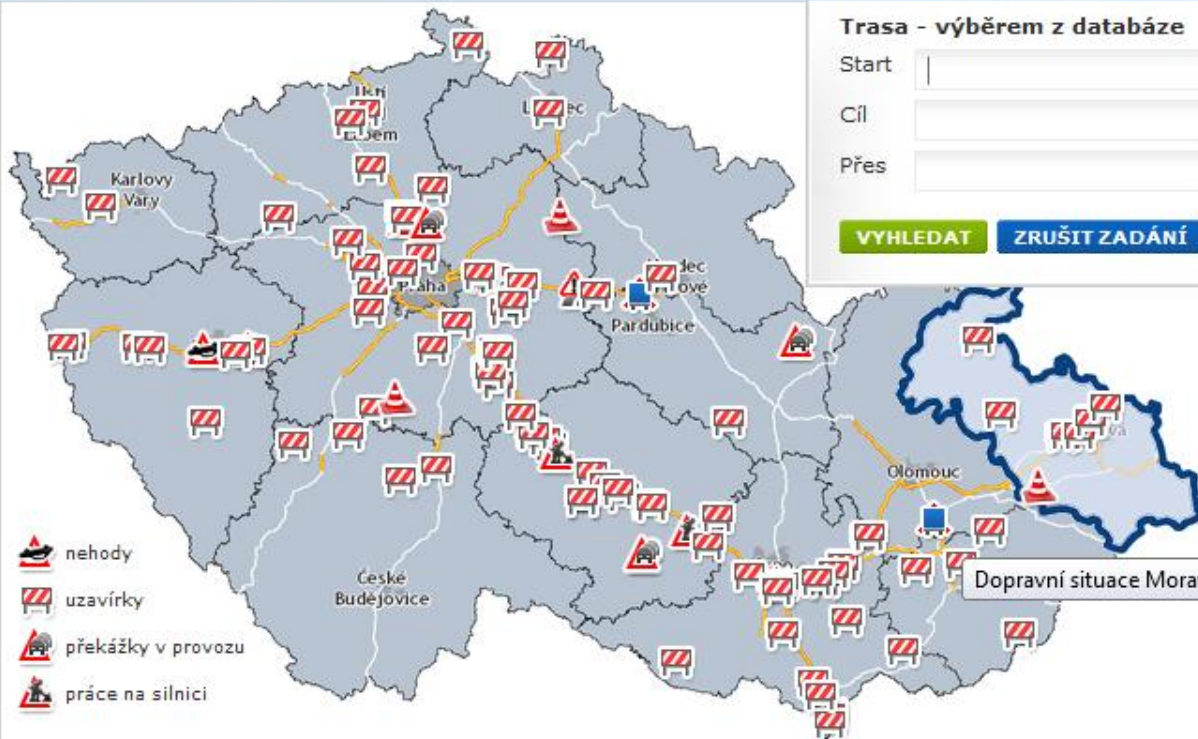 Trasa - výběrem z databáze
Start
Cíl
Přes
VYHLEDAT
ZRUŠIT ZADÁNÍ
Karlovy
Vary
Praha
Pardubice
Olomouc
České
Budějovice
Dopravní situace Mora
nehody
uzavírky
překážky v provozu
práce na silnici